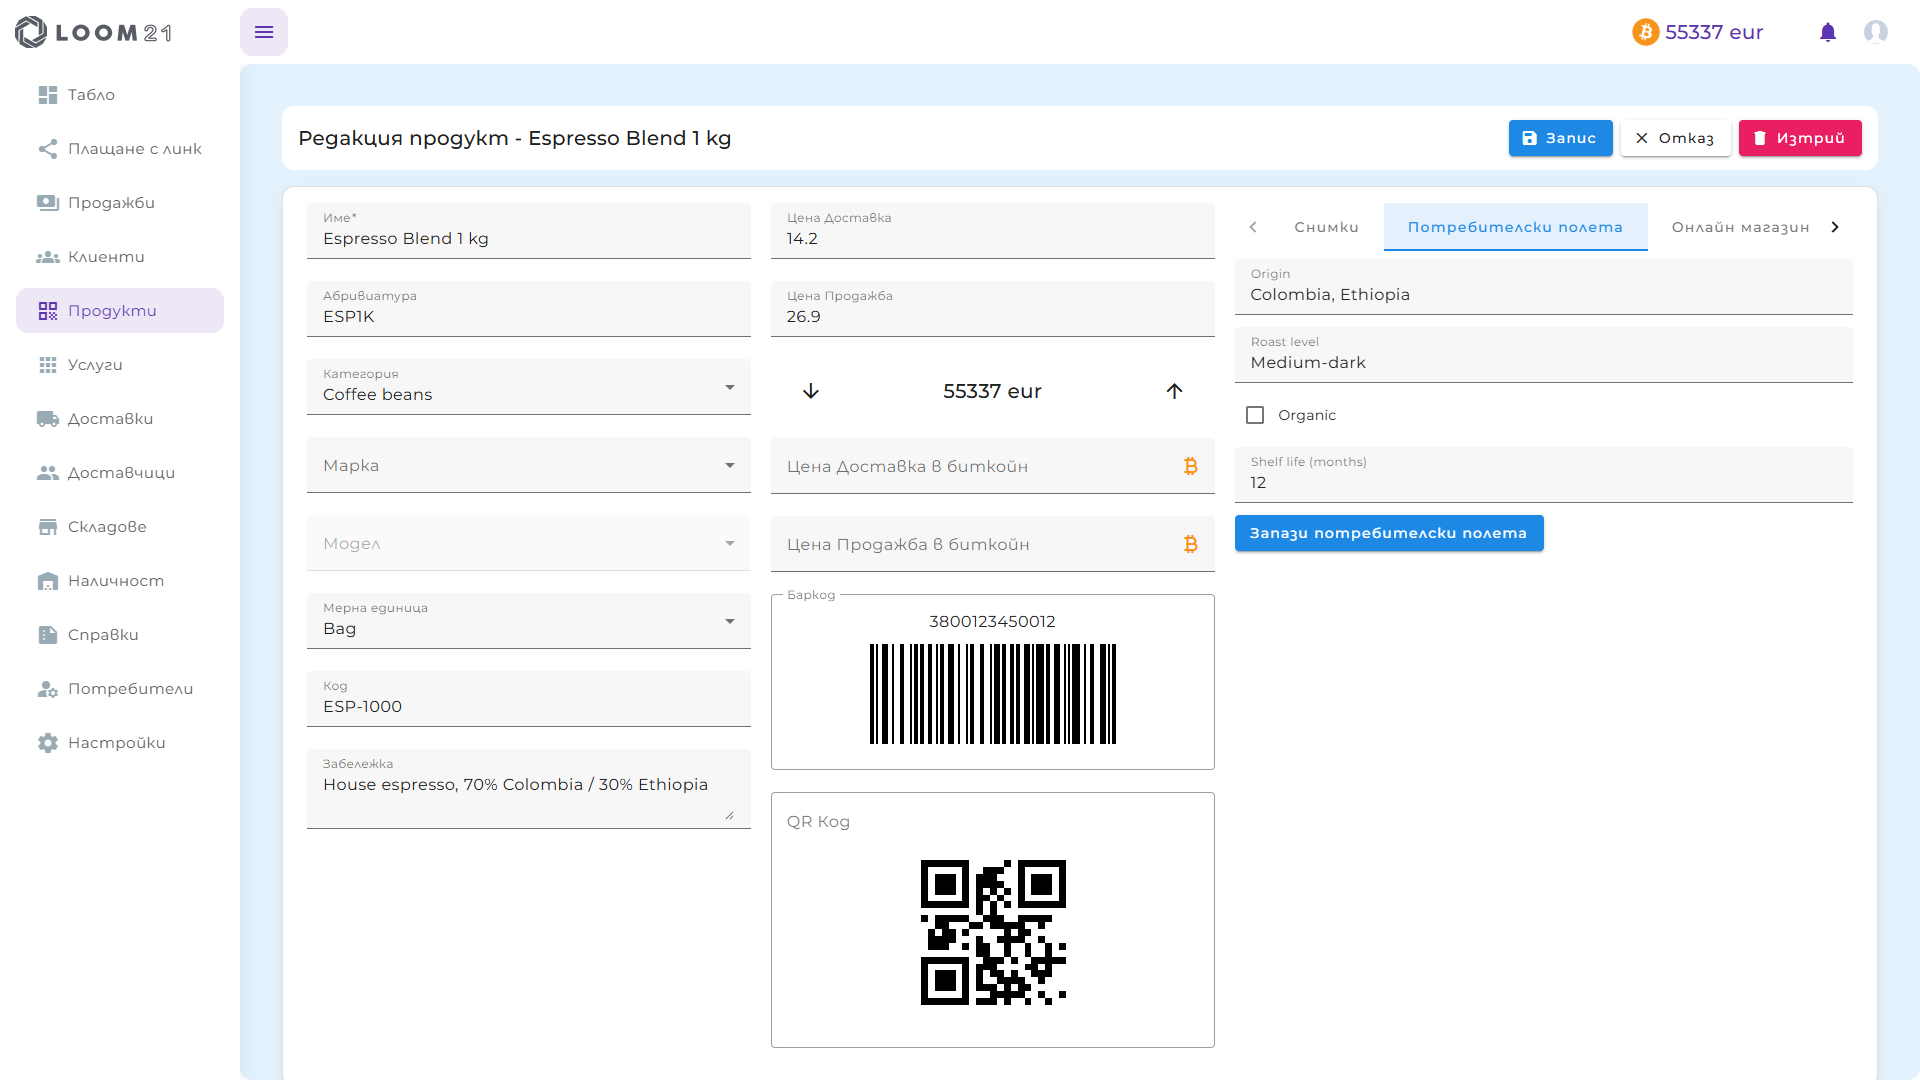 LOOM 21
55337 eur
Табло
Плащане с линк
Продажби
Клиенти
Продукти
Услуги
Доставки
Доставчици
Складове
Наличност
Справки
Потребители
Настройки
Редакция продукт - Espresso Blend 1 kg
Запис
Отказ
Изтрий
Име*
Espresso Blend 1 kg
Абривиатура
ESP1K
Категория
Coffee beans
Марка
Модел
Мерна единица
Bag
Код
ESP-1000
Забележка
House espresso, 70% Colombia / 30% Ethiopia
Цена Доставка
14.2
Цена Продажба
26.9
55337 eur
Цена Доставка в биткойн
Цена Продажба в биткойн
Баркод
3800123450012
QR Код
Снимки
Потребителски полета
Онлайн магазин
Origin
Colombia, Ethiopia
Roast level
Medium-dark
Organic
Shelf life (months)
12
Запази потребителски полета